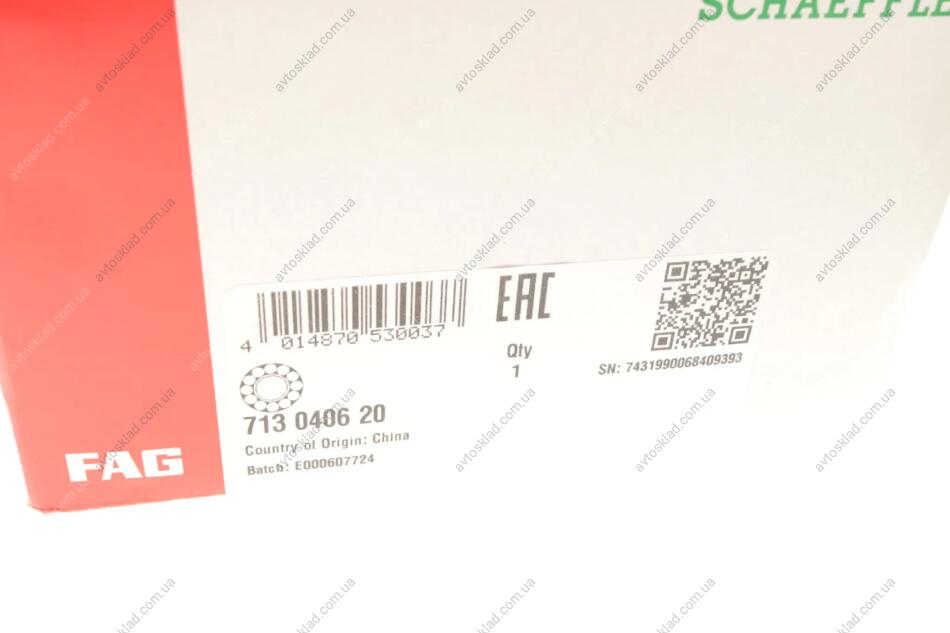 SCHAEFFLE
EAC
4 014870 530037
Qty
1
SN: 7431990068409393
713 0406 20
Country of Origin: China
Batch: E000607724
FAG
avtosklad.com.ua